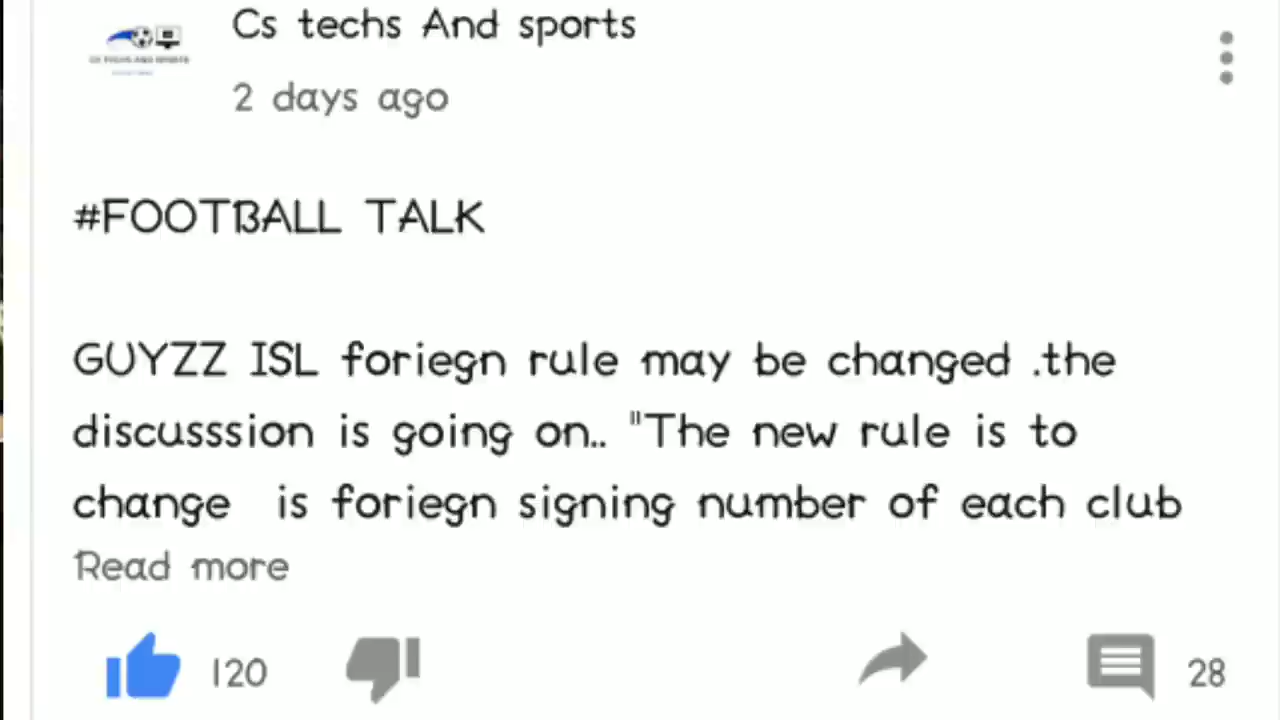 Cs techs And sports
2 days ago
#FOOTBALL TALK
GUYZZ ISL foriegn rule may be changed .the
discusssion is going on.. "The new rule is to
change is foriegn signing number of each club
Read more
120
28